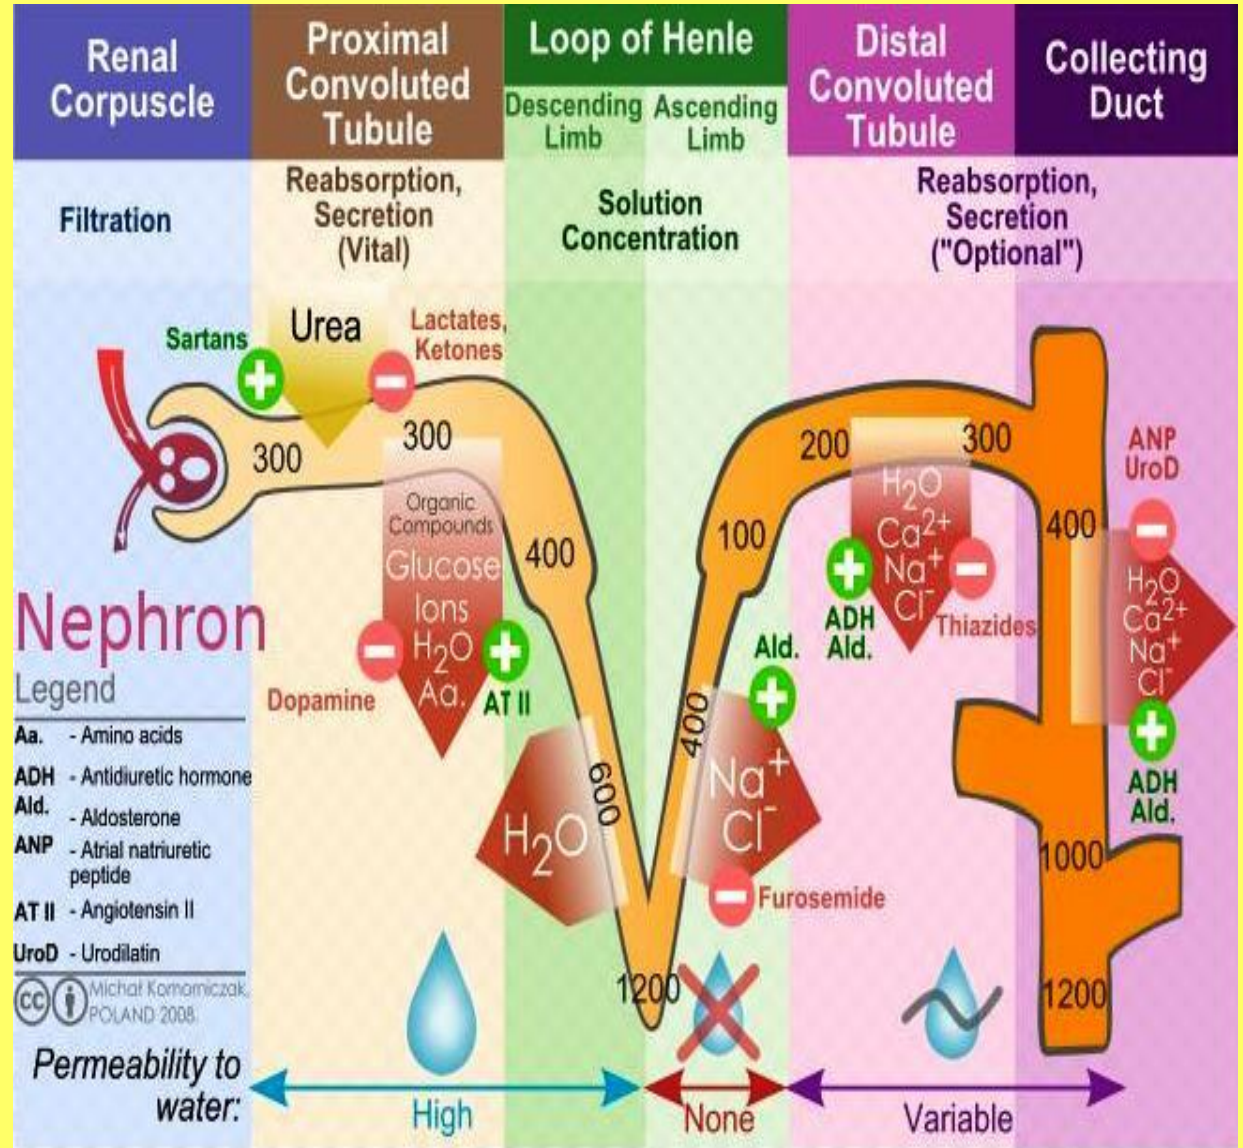 Renal
Corpuscle
Proximal
Convoluted
Tubule
Loop of Henle
Descending
Limb
Ascending
Limb
Distal
Convoluted
Tubule
Collecting
Duct
Filtration
Reabsorption,
Secretion
(Vital)
Solution
Concentration
Reabsorption,
Secretion
("Optional")
Sartans
Urea
Lactates,
Ketones
300
300
Organic
Compounds
Glucose
Ions
H2O
Aa.
Dopamine
AT II
400
600
H2O
1200
400
Na+
Cl-
Ald.
Furosemide
100
200
300
H2O
Ca2+
Na+
Cl-
ADH
Ald.
Thiazides
400
ANP
UroD
H2O
Ca2+
Na+
Cl-
ADH
Ald.
1000
1200
Nephron
Legend
Aa. - Amino acids
ADH - Antidiuretic hormone
Ald. - Aldosterone
ANP - Atrial natriuretic
peptide
AT II - Angiotensin II
UroD - Urodilatin
cc Michał Komorniczak,
POLAND 2008.
Permeability to
water:
High
None
Variable